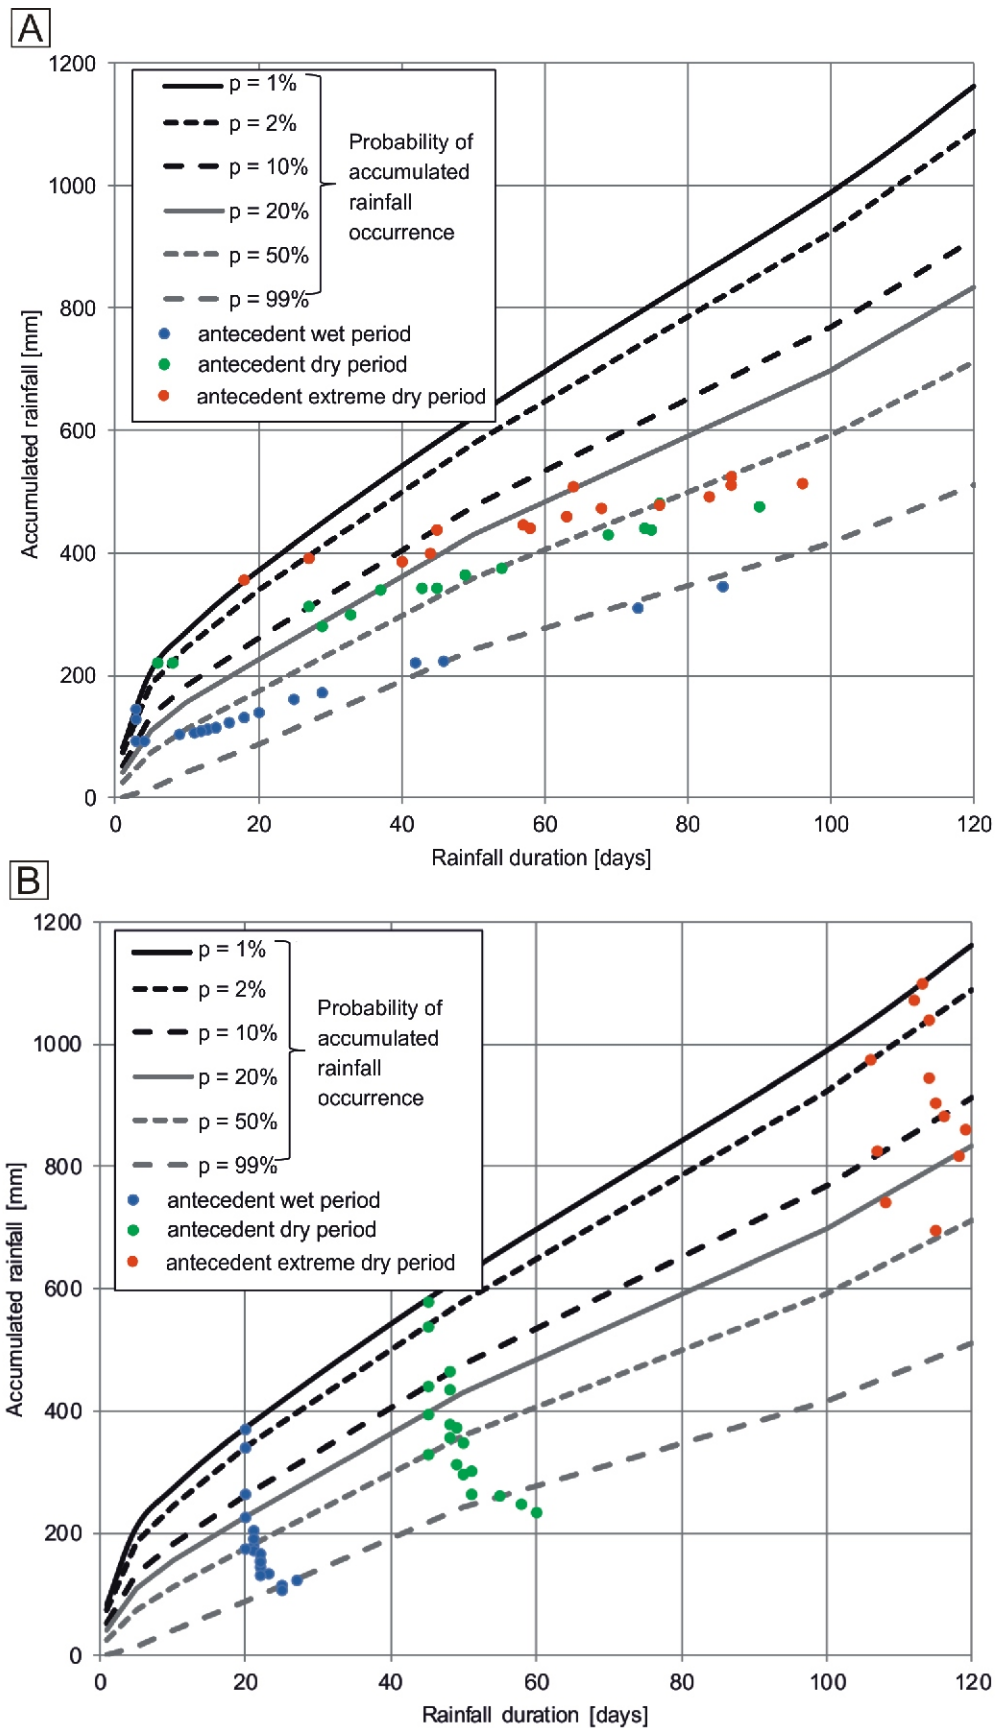 A
1200
1000
800
600
400
200
0
Accumulated rainfall [mm]
p = 1%
p = 2%
p = 10%
p = 20%
p = 50%
p = 99%
Probability of
accumulated
rainfall
occurrence
antecedent wet period
antecedent dry period
antecedent extreme dry period
0 20 40 60 80 100 120
Rainfall duration [days]
B
1200
1000
800
600
400
200
0
Accumulated rainfall [mm]
p = 1%
p = 2%
p = 10%
p = 20%
p = 50%
p = 99%
Probability of
accumulated
rainfall
occurrence
antecedent wet period
antecedent dry period
antecedent extreme dry period
0 20 40 60 80 100 120
Rainfall duration [days]